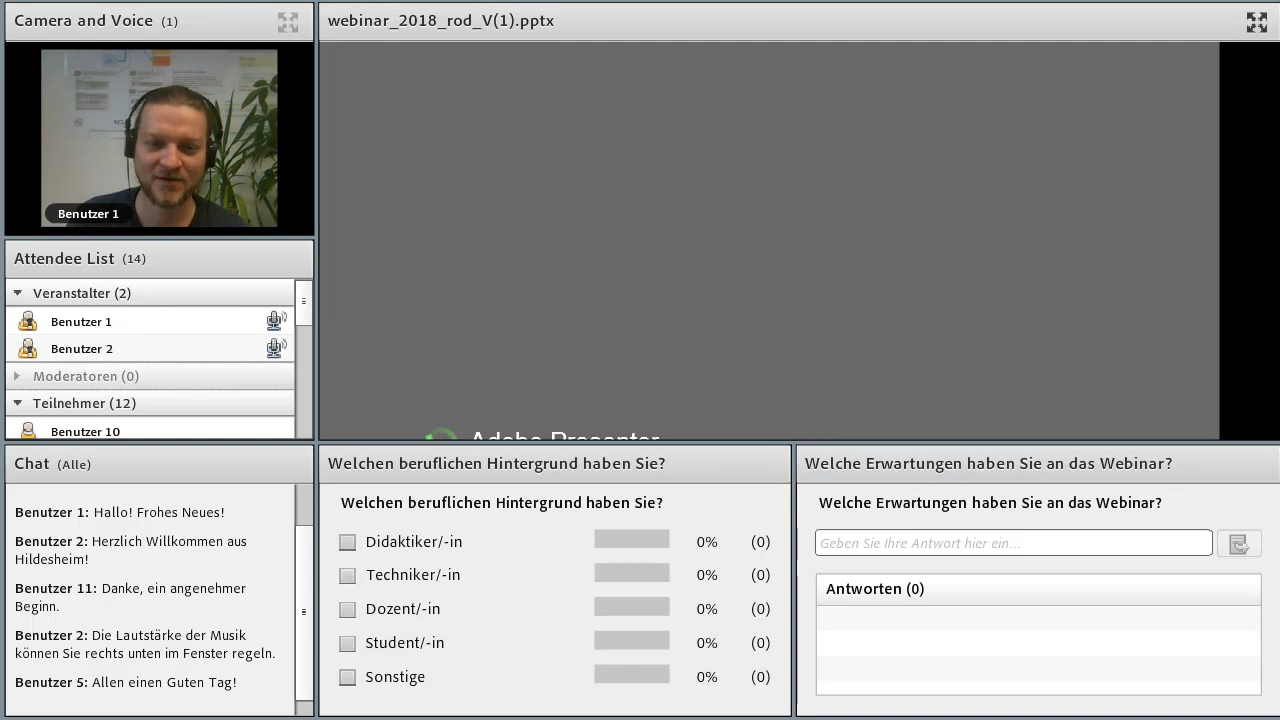 Camera and Voice (1)
Benutzer 1
Attendee List (14)
Veranstalter (2)
Benutzer 1
Benutzer 2
Moderatoren (0)
Teilnehmer (12)
Benutzer 10
Chat (Alle)
Benutzer 1: Hallo! Frohes Neues!
Benutzer 2: Herzlich Willkommen aus
Hildesheim!
Benutzer 11: Danke, ein angenehmer
Beginn.
Benutzer 2: Die Lautstärke der Musik
können Sie rechts unten im Fenster regeln.
Benutzer 5: Allen einen Guten Tag!
webinar_2018_rod_V(1).pptx
Adobe Presenter
Welchen beruflichen Hintergrund haben Sie?
Welchen beruflichen Hintergrund haben Sie?
Didaktiker/-in 0% (0)
Techniker/-in 0% (0)
Dozent/-in 0% (0)
Student/-in 0% (0)
Sonstige 0% (0)
Welche Erwartungen haben Sie an das Webinar?
Welche Erwartungen haben Sie an das Webinar?
Geben Sie Ihre Antwort hier ein...
Antworten (0)